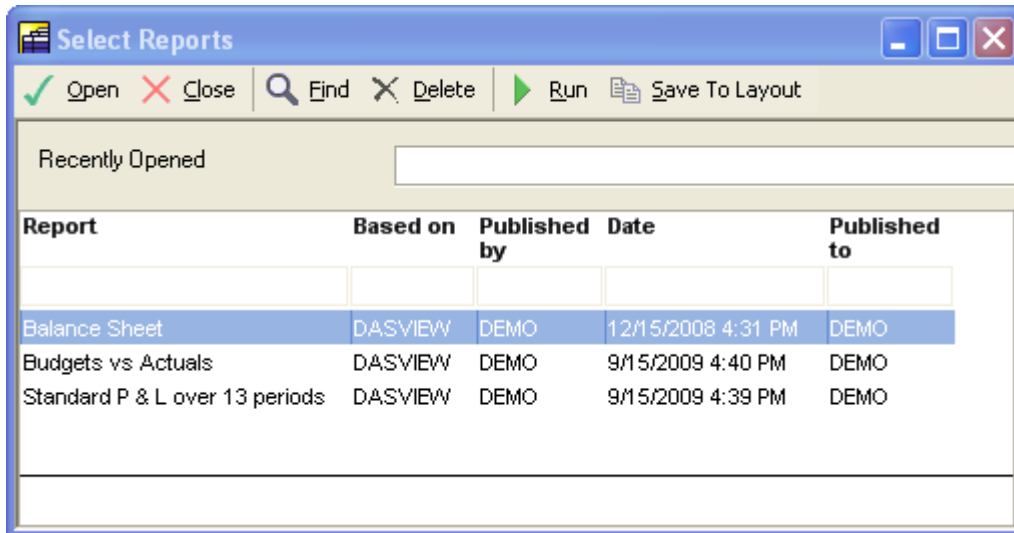 Select Reports
Open Close Find Delete Run Save To Layout
Recently Opened
Report Based on Published by Date Published to
Balance Sheet DASVIEW DEMO 12/15/2008 4:31 PM DEMO
Budgets vs Actuals DASVIEW DEMO 9/15/2009 4:40 PM DEMO
Standard P & L over 13 periods DASVIEW DEMO 9/15/2009 4:39 PM DEMO